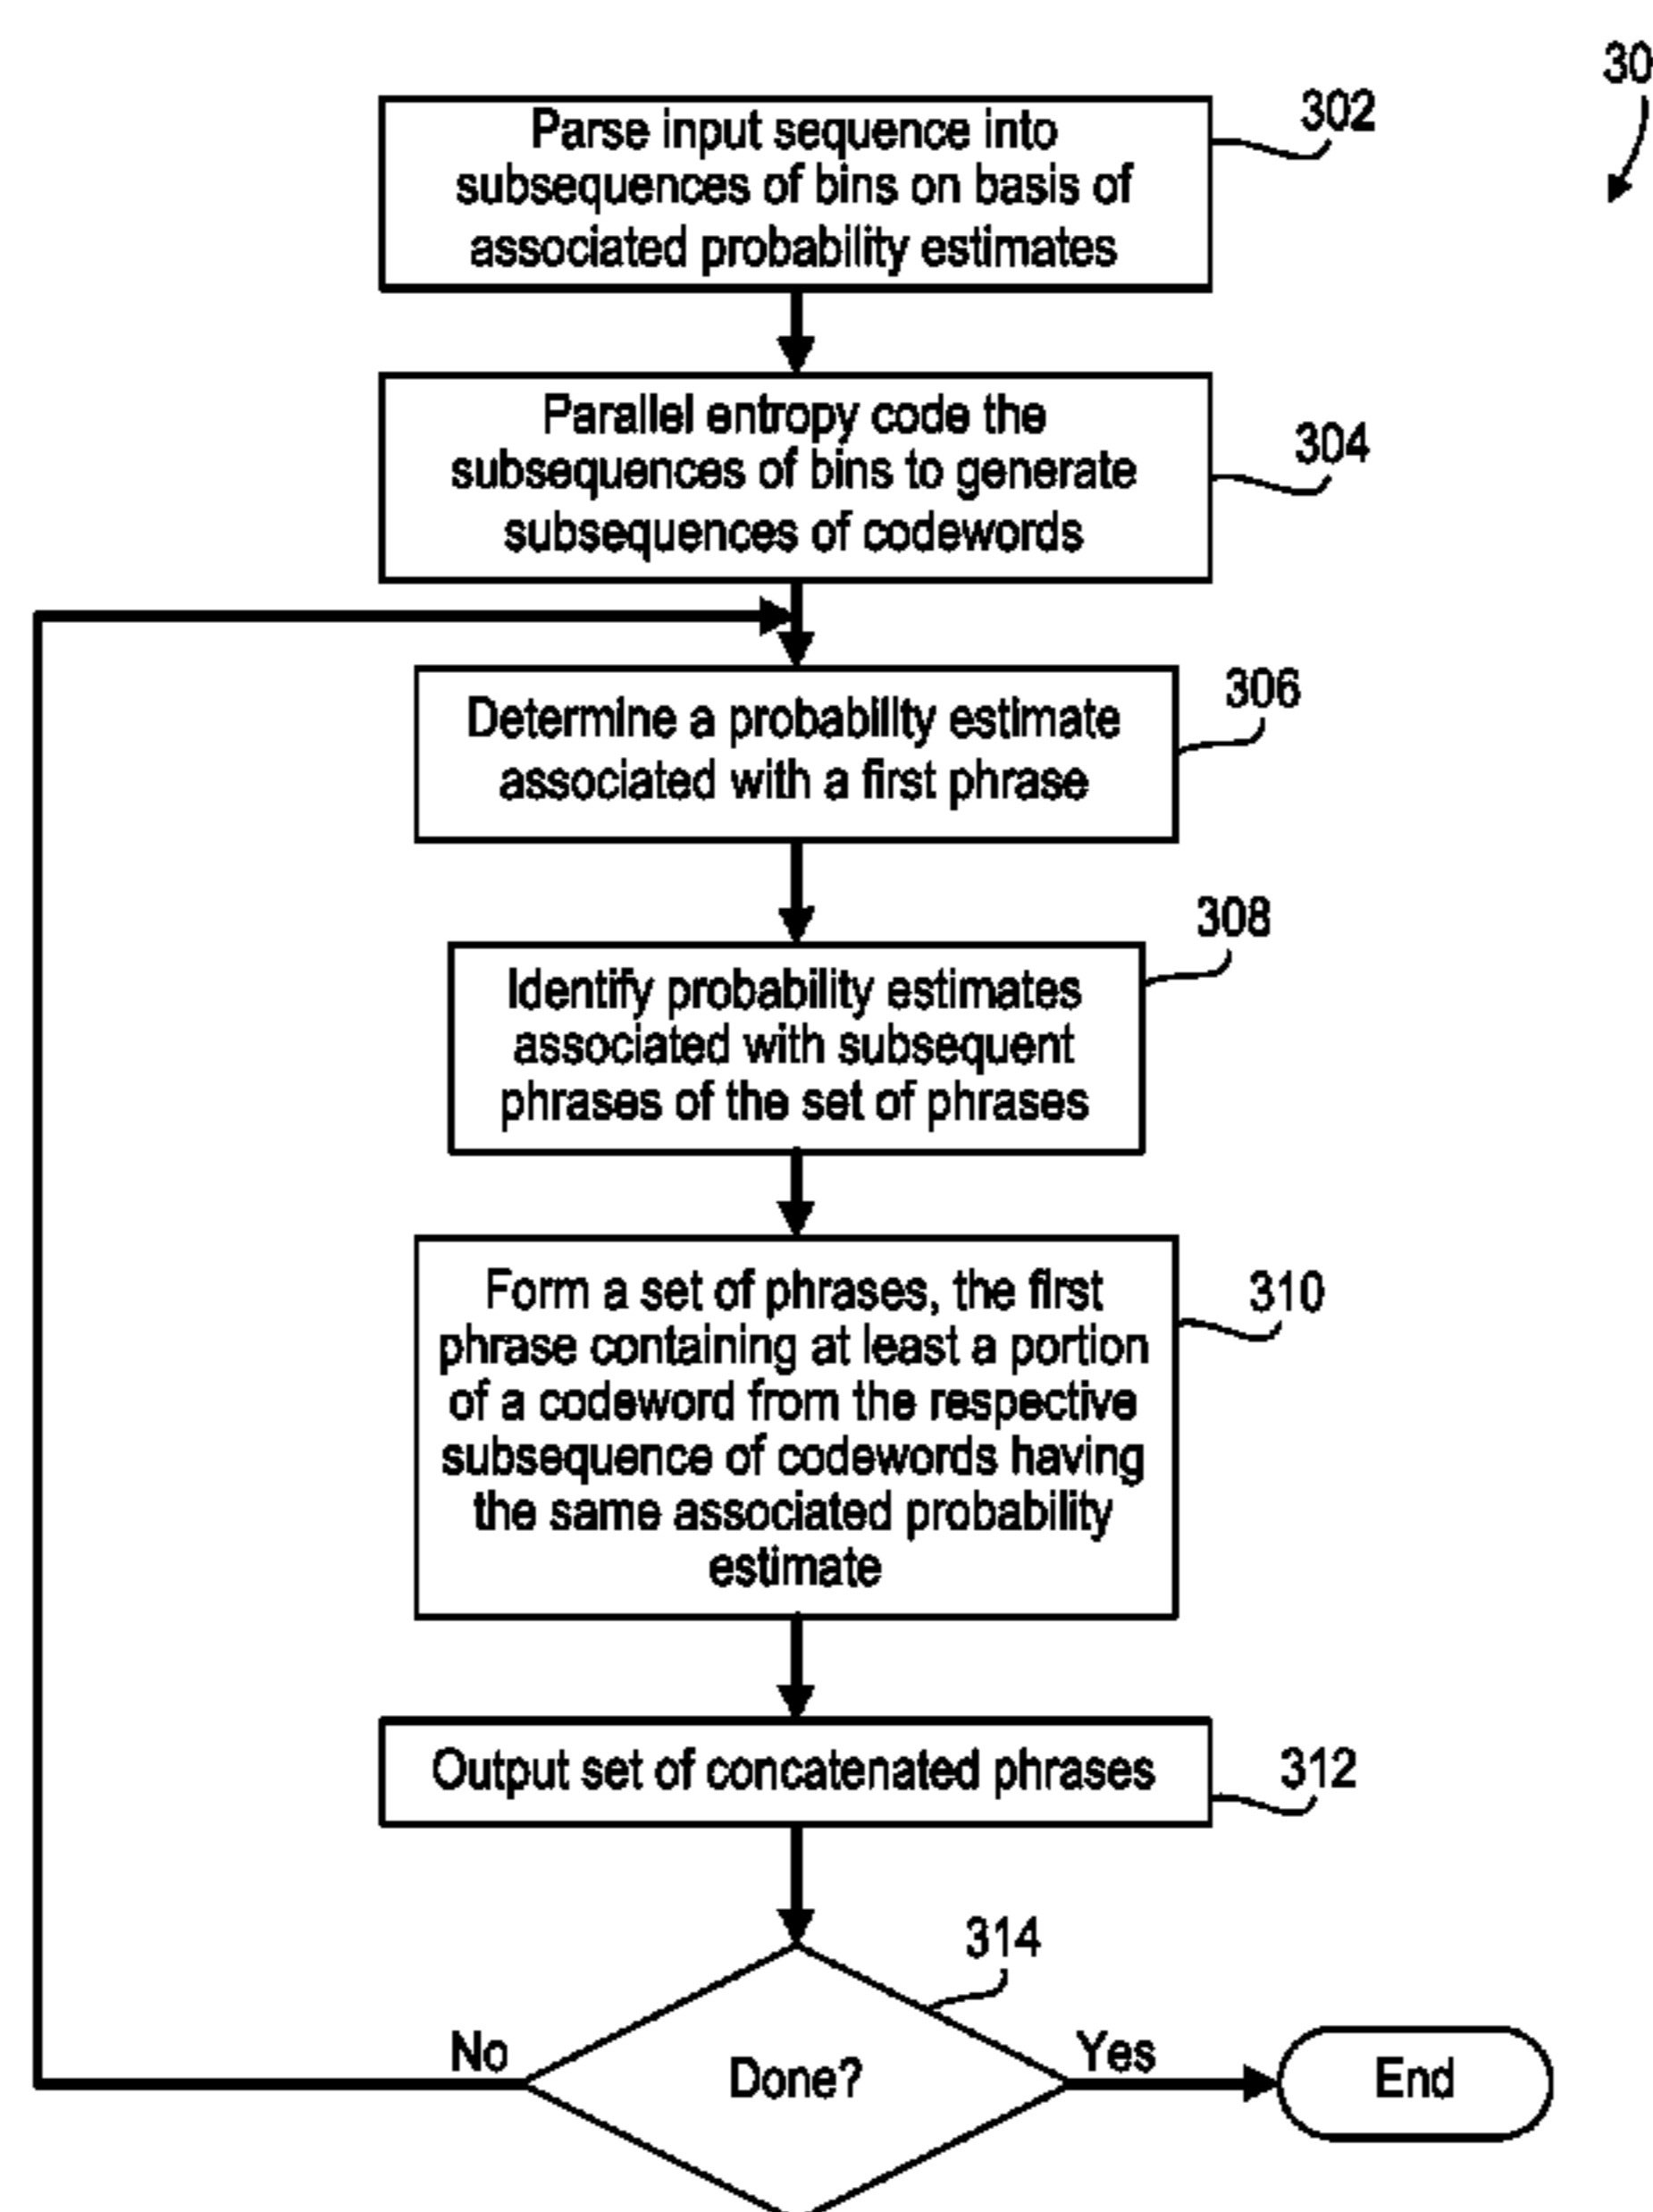 30
302
Parse input sequence into
subsequences of bins on basis of
associated probability estimates
Parallel entropy code the
subsequences of bins to generate
subsequences of codewords
304
306
Determine a probability estimate
associated with a first phrase
308
Identify probability estimates
associated with subsequent
phrases of the set of phrases
Form a set of phrases, the first
phrase containing at least a portion
of a codeword from the respective
subsequence of codewords having
the same associated probability
estimate
310
Output set of concatenated phrases
312
314
No
Done?
Yes
End